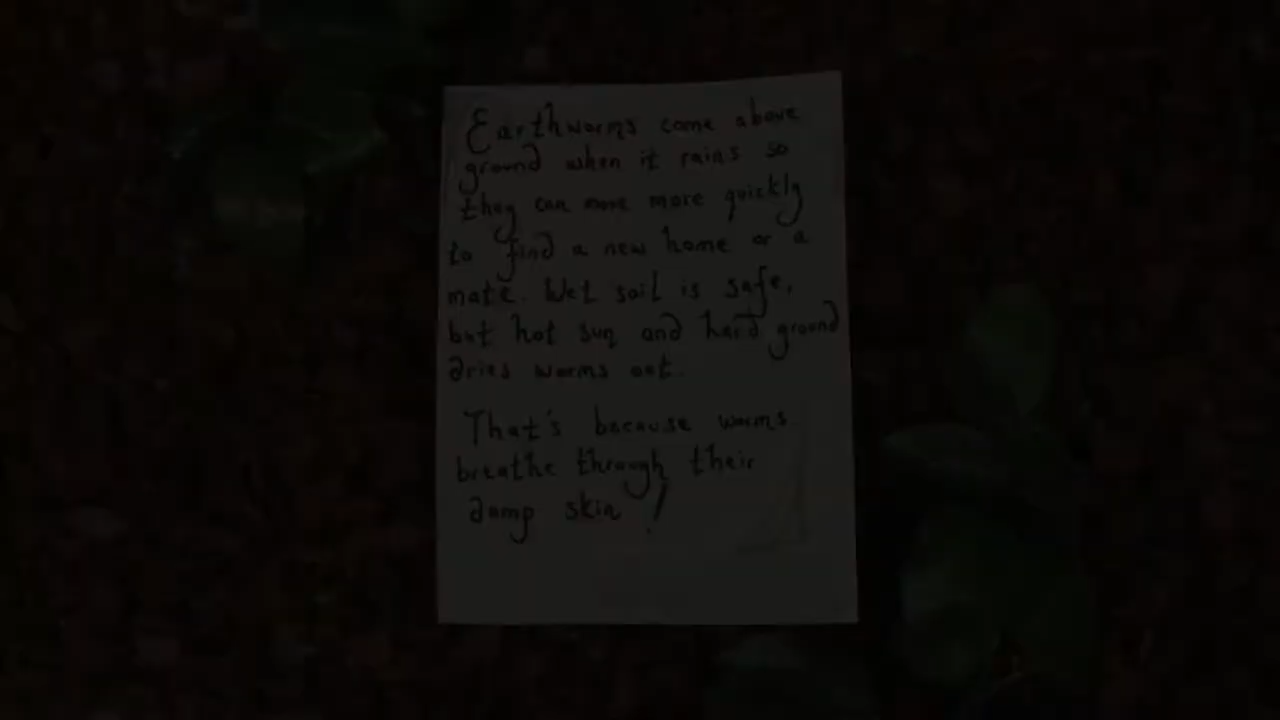 Earthworms come above
ground when it rains so
they can move more quickly
to find a new home or a
mate. Wet soil is safe,
but hot sun and hard ground
dries worms out.
That's because worms
breathe through their
damp skin!